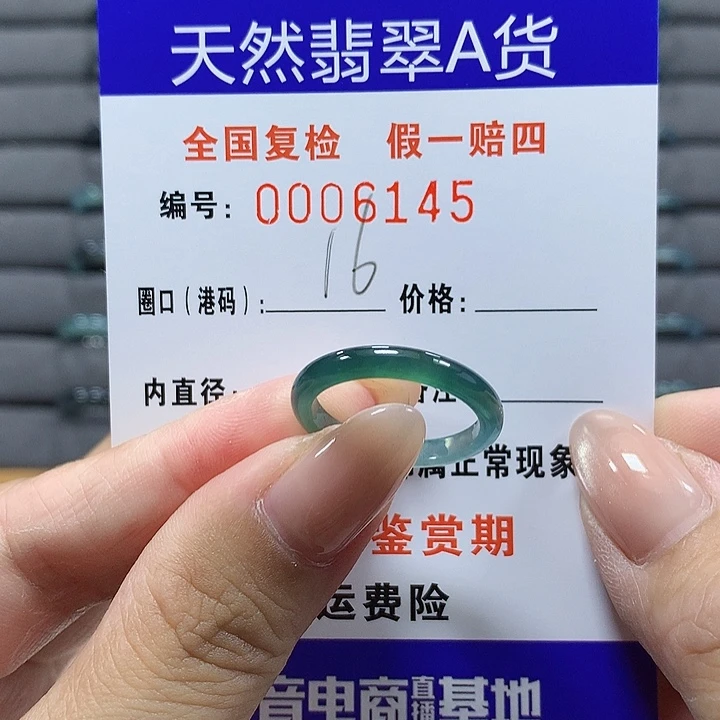 天然翡翠A货
全国复检 假一赔四
编号: 0006145
圈口(港码): 16 价格:
内直径:
属正常现象
鉴赏期
运费险
音电商直播基地